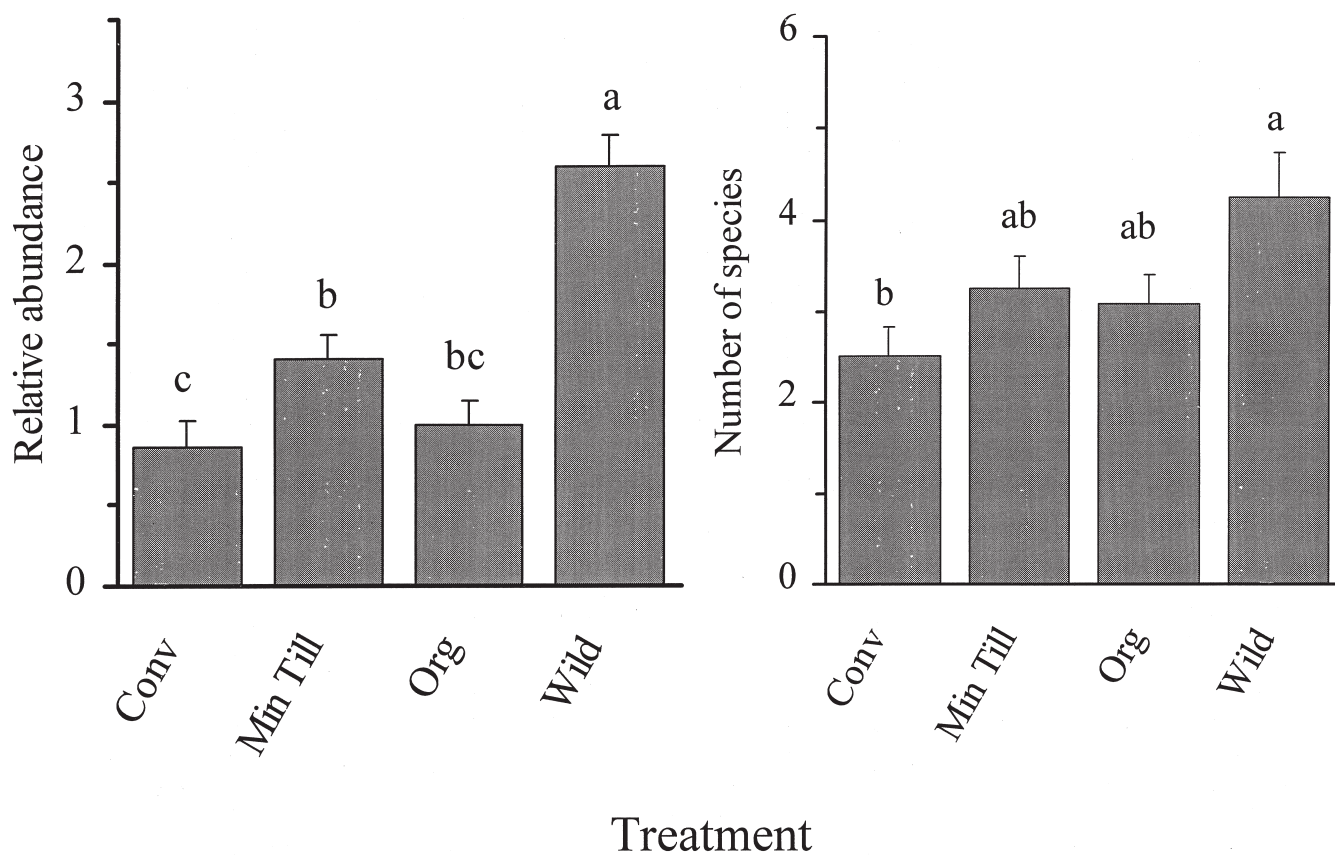 Relative abundance
3
2
1
0
c
b
bc
a
Conv
Min Till
Org
Wild
Number of species
6
4
2
0
b
ab
ab
a
Conv
Min Till
Org
Wild
Treatment